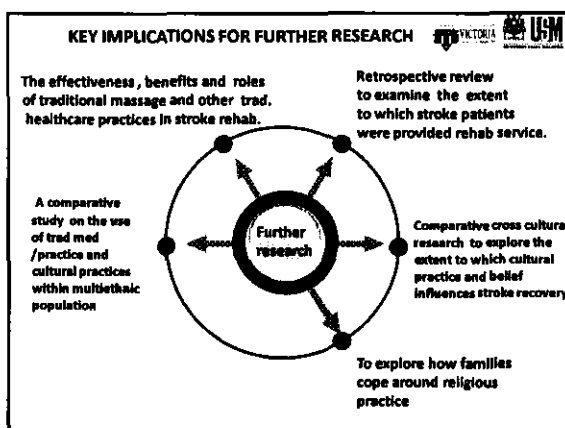 KEY IMPLICATIONS FOR FURTHER RESEARCH
VICTORIA
USM
The effectiveness , benefits and roles
of traditional massage and other trad.
healthcare practices in stroke rehab.
Retrospective review
to examine the extent
to which stroke patients
were provided rehab service.
A comparative
study on the use
of trad med
/practice and
cultural practices
within multiethnic
population
Further
research
Comparative cross cultural
research to explore the
extent to which cultural
practice and belief
influences stroke recovery
To explore how families
cope around religious
practice